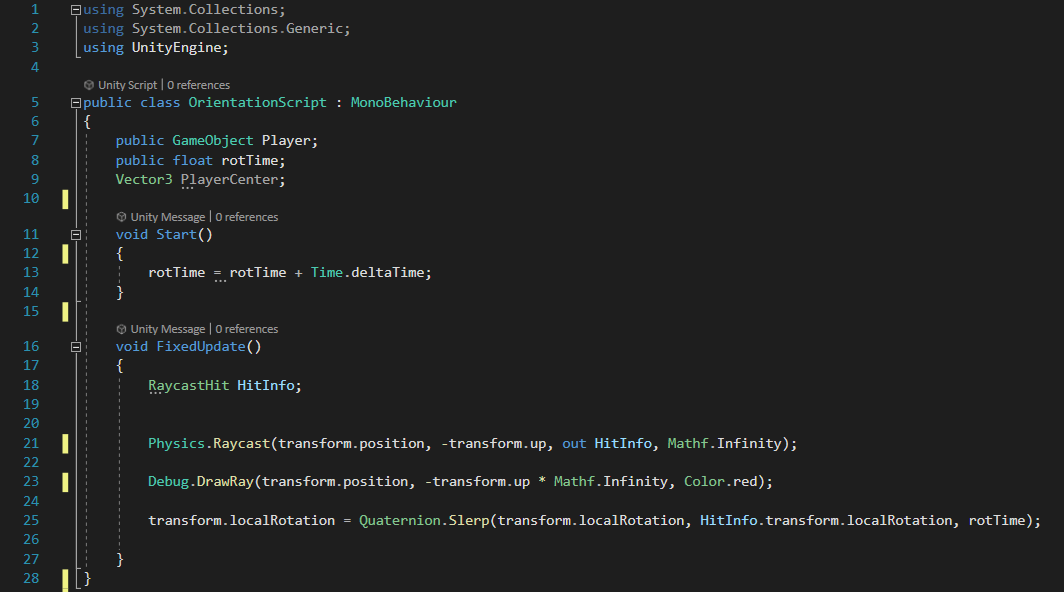 1 using System.Collections;
2 using System.Collections.Generic;
3 using UnityEngine;
4
Unity Script | 0 references
5 public class OrientationScript : MonoBehaviour
6 {
7 public GameObject Player;
8 public float rotTime;
9 Vector3 PlayerCenter;
10
Unity Message | 0 references
11 void Start()
12 {
13 rotTime = rotTime + Time.deltaTime;
14 }
15
Unity Message | 0 references
16 void FixedUpdate()
17 {
18 RaycastHit HitInfo;
19
20
21 Physics.Raycast(transform.position, -transform.up, out HitInfo, Mathf.Infinity);
22
23 Debug.DrawRay(transform.position, -transform.up * Mathf.Infinity, Color.red);
24
25 transform.localRotation = Quaternion.Slerp(transform.localRotation, HitInfo.transform.localRotation, rotTime);
26
27 }
28 }